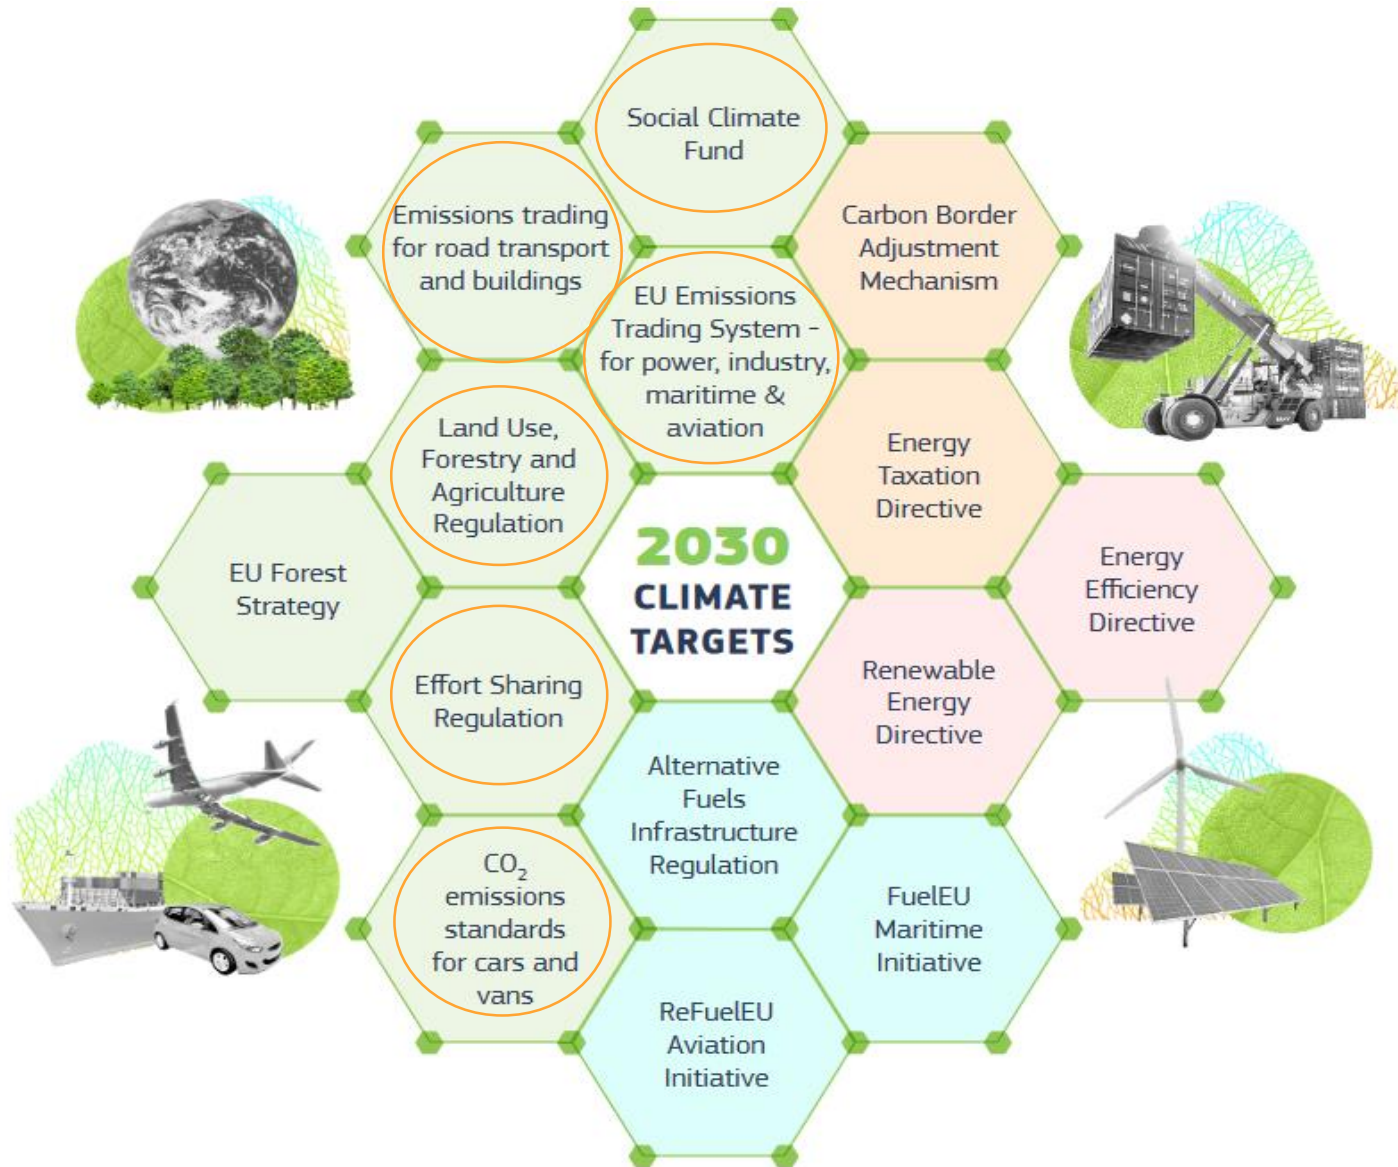 Social Climate
Fund
Emissions trading
for road transport
and buildings
Carbon Border
Adjustment
Mechanism
EU Emissions
Trading System -
for power, industry,
maritime &
aviation
Land Use,
Forestry and
Agriculture
Regulation
Energy
Taxation
Directive
2030
CLIMATE
TARGETS
EU Forest
Strategy
Energy
Efficiency
Directive
Effort Sharing
Regulation
Renewable
Energy
Directive
Alternative
Fuels
Infrastructure
Regulation
CO₂
emissions
standards
for cars and
vans
FuelEU
Maritime
Initiative
ReFuelEU
Aviation
Initiative